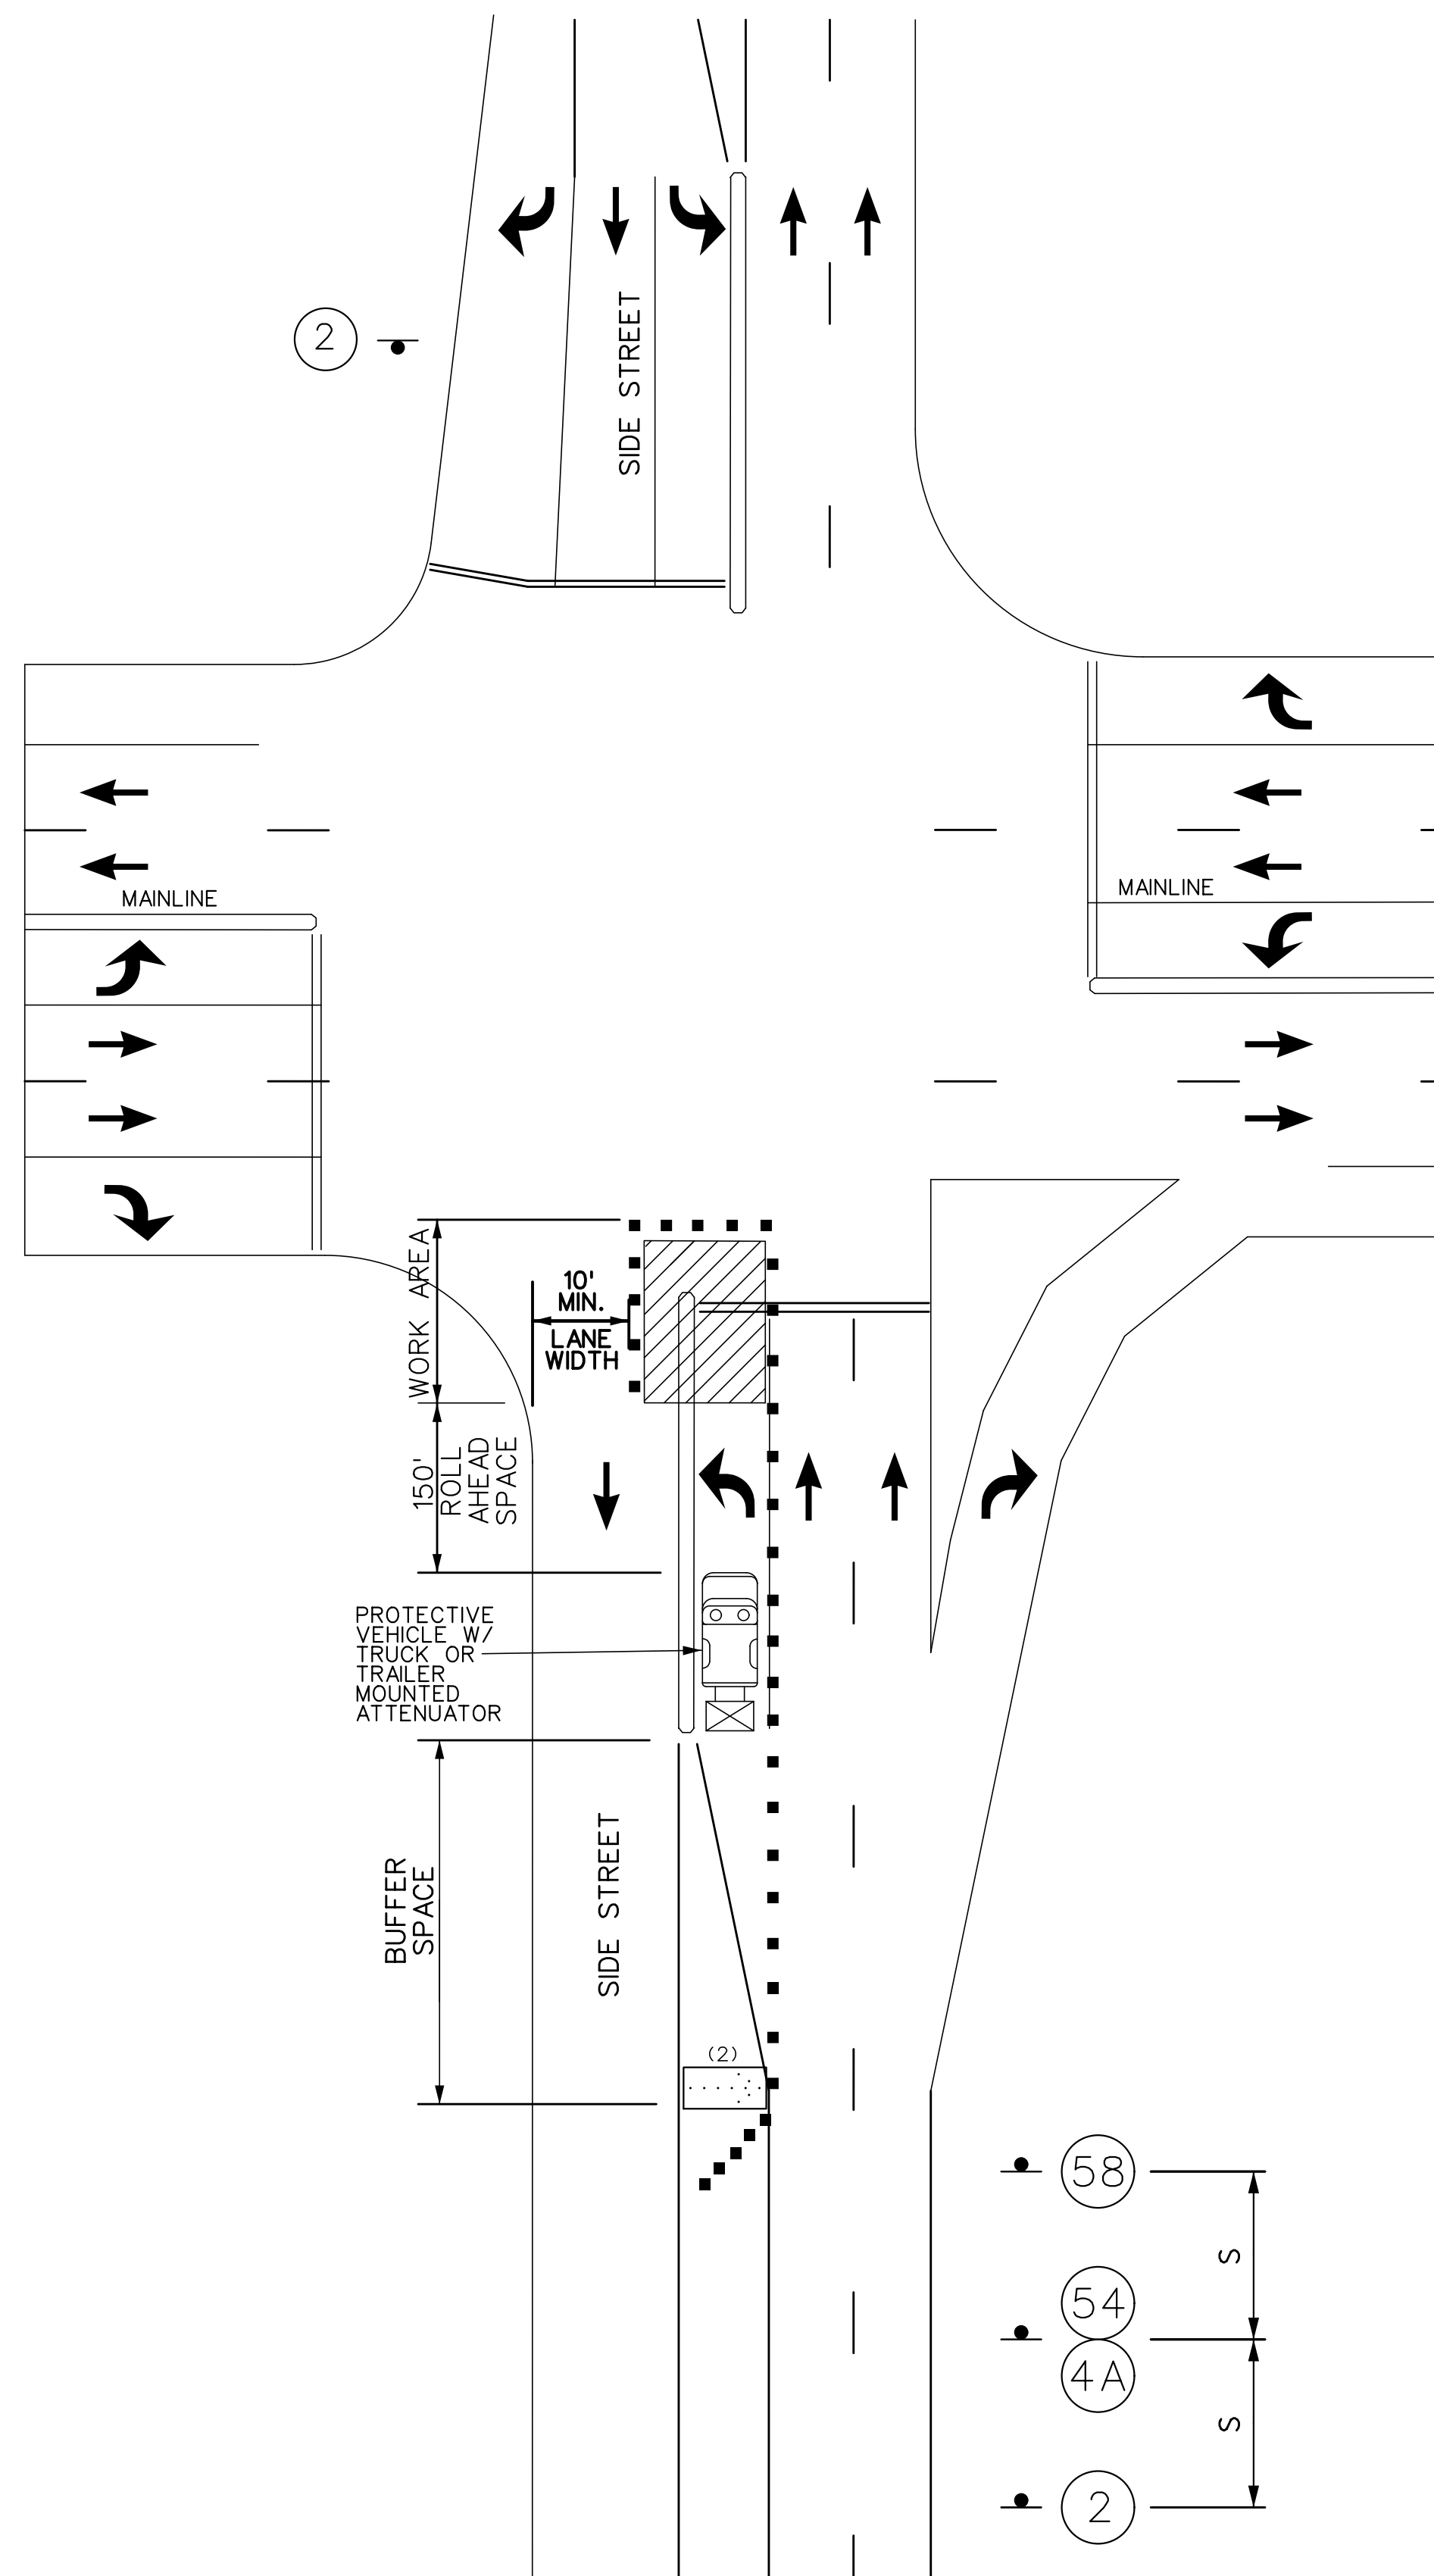 2
SIDE STREET
MAINLINE
MAINLINE
WORK AREA
10'
MIN.
LANE
WIDTH
150'
ROLL
AHEAD
SPACE
PROTECTIVE
VEHICLE W/
TRUCK OR
TRAILER
MOUNTED
ATTENUATOR
BUFFER
SPACE
SIDE STREET
(2)
58
S
54
4A
S
2